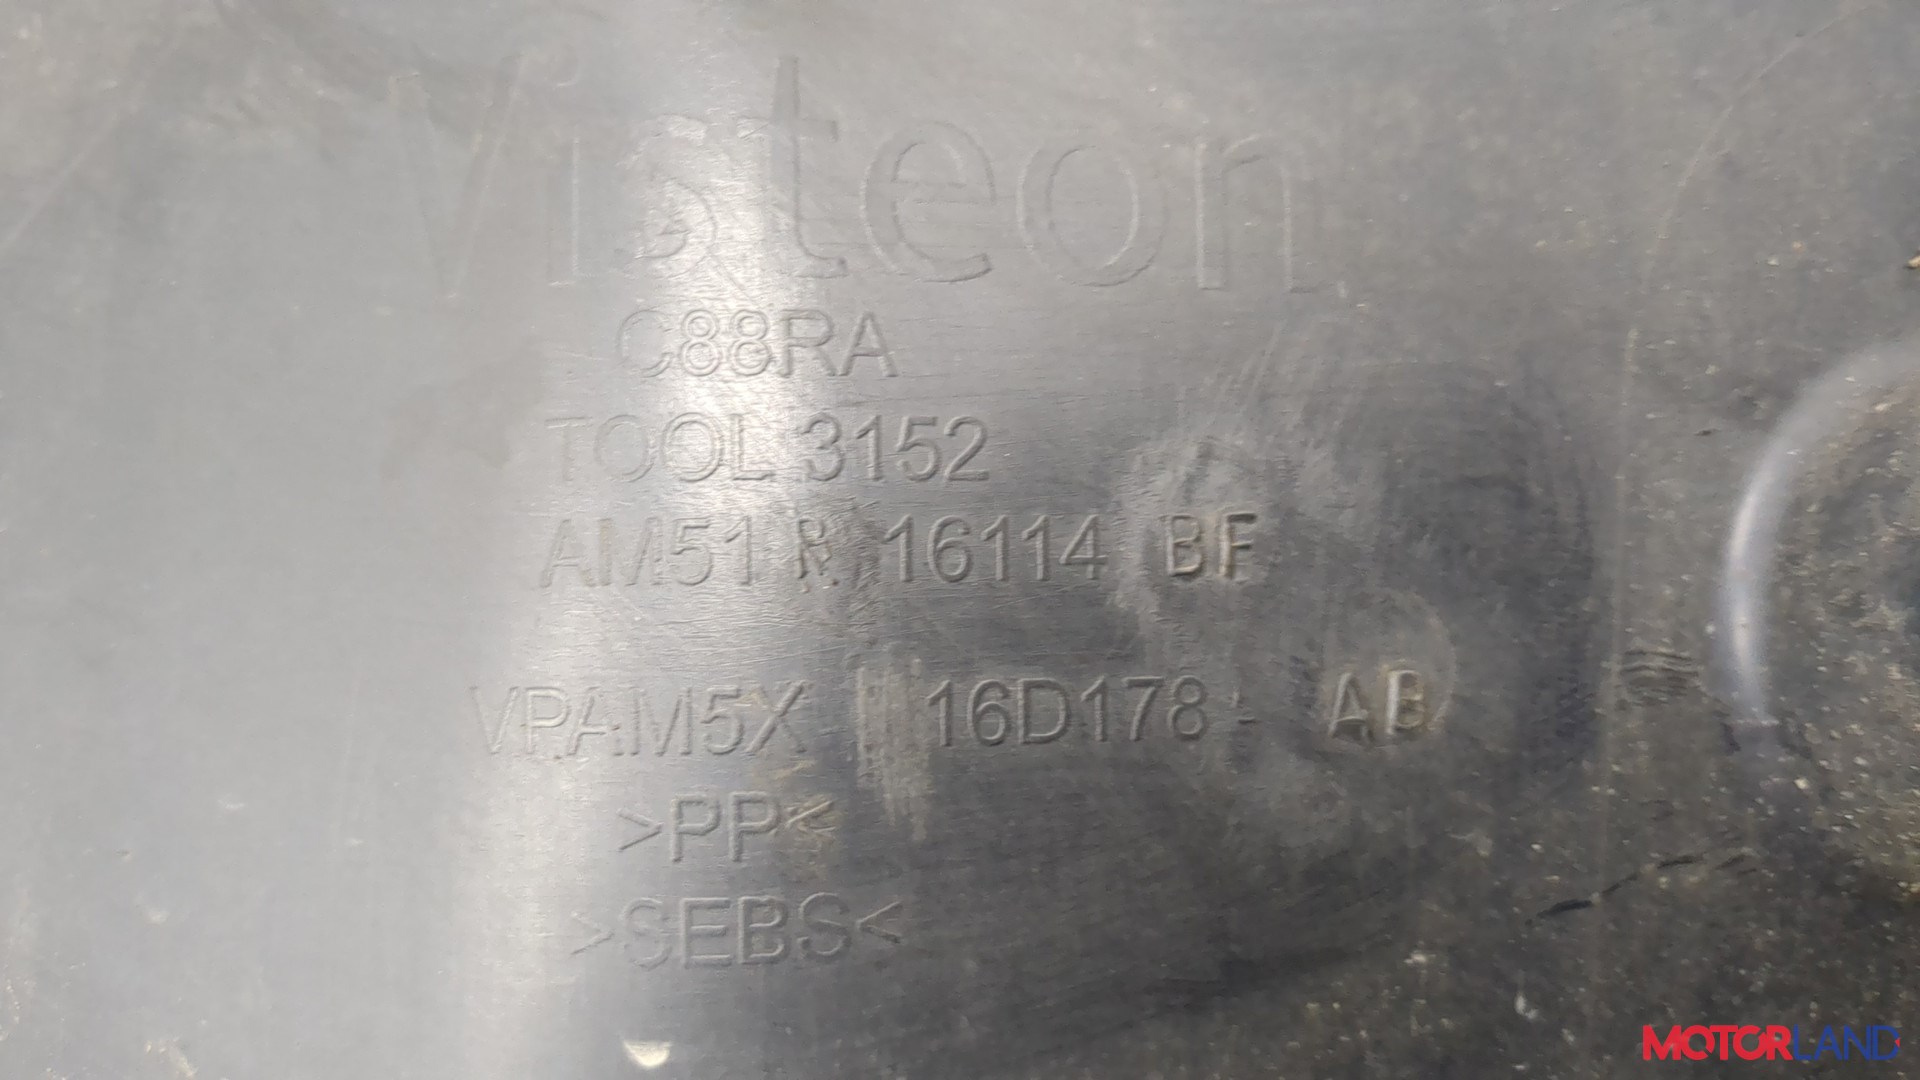 Visteon
C88RA
TOOL 3152
AM51 R 16114 BF
VPAM5X 16D178- AB
>PP<
>SEBS<
MOTORLAND